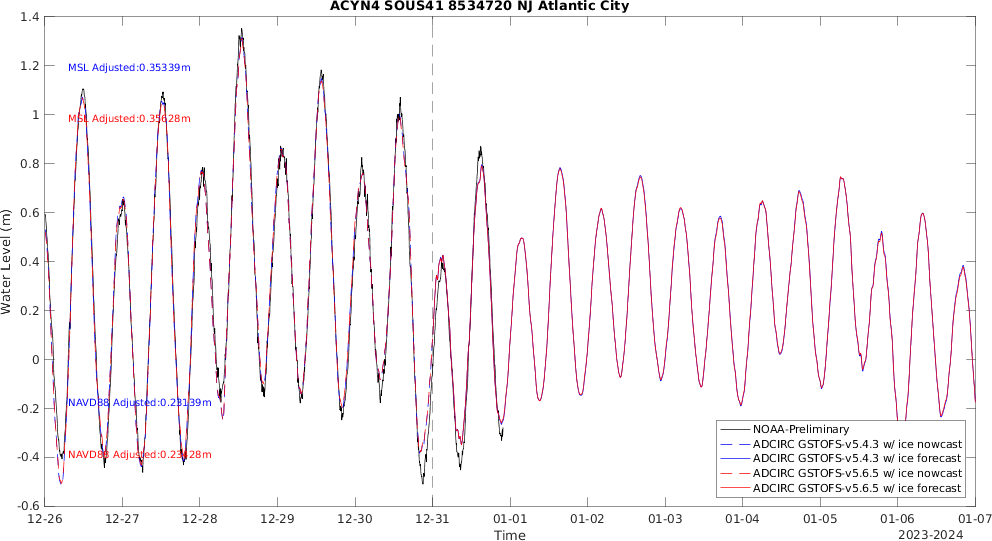 ACYN4 SOUS41 8534720 NJ Atlantic City
1.4
1.2
1
0.8
0.6
0.4
0.2
0
-0.2
-0.4
-0.6
Water Level (m)
MSL Adjusted:0.35339m
MSL Adjusted:0.35628m
NAVD88 Adjusted:0.23139m
NOAA-Preliminary
ADCIRC GSTOFS-v5.4.3 w/ ice nowcast
ADCIRC GSTOFS-v5.4.3 w/ ice forecast
ADCIRC GSTOFS-v5.6.5 w/ ice nowcast
ADCIRC GSTOFS-v5.6.5 w/ ice forecast
12-26 12-27 12-28 12-29 12-30 12-31 01-01 01-02 01-03 01-04 01-05 01-06 01-07
Time
2023-2024